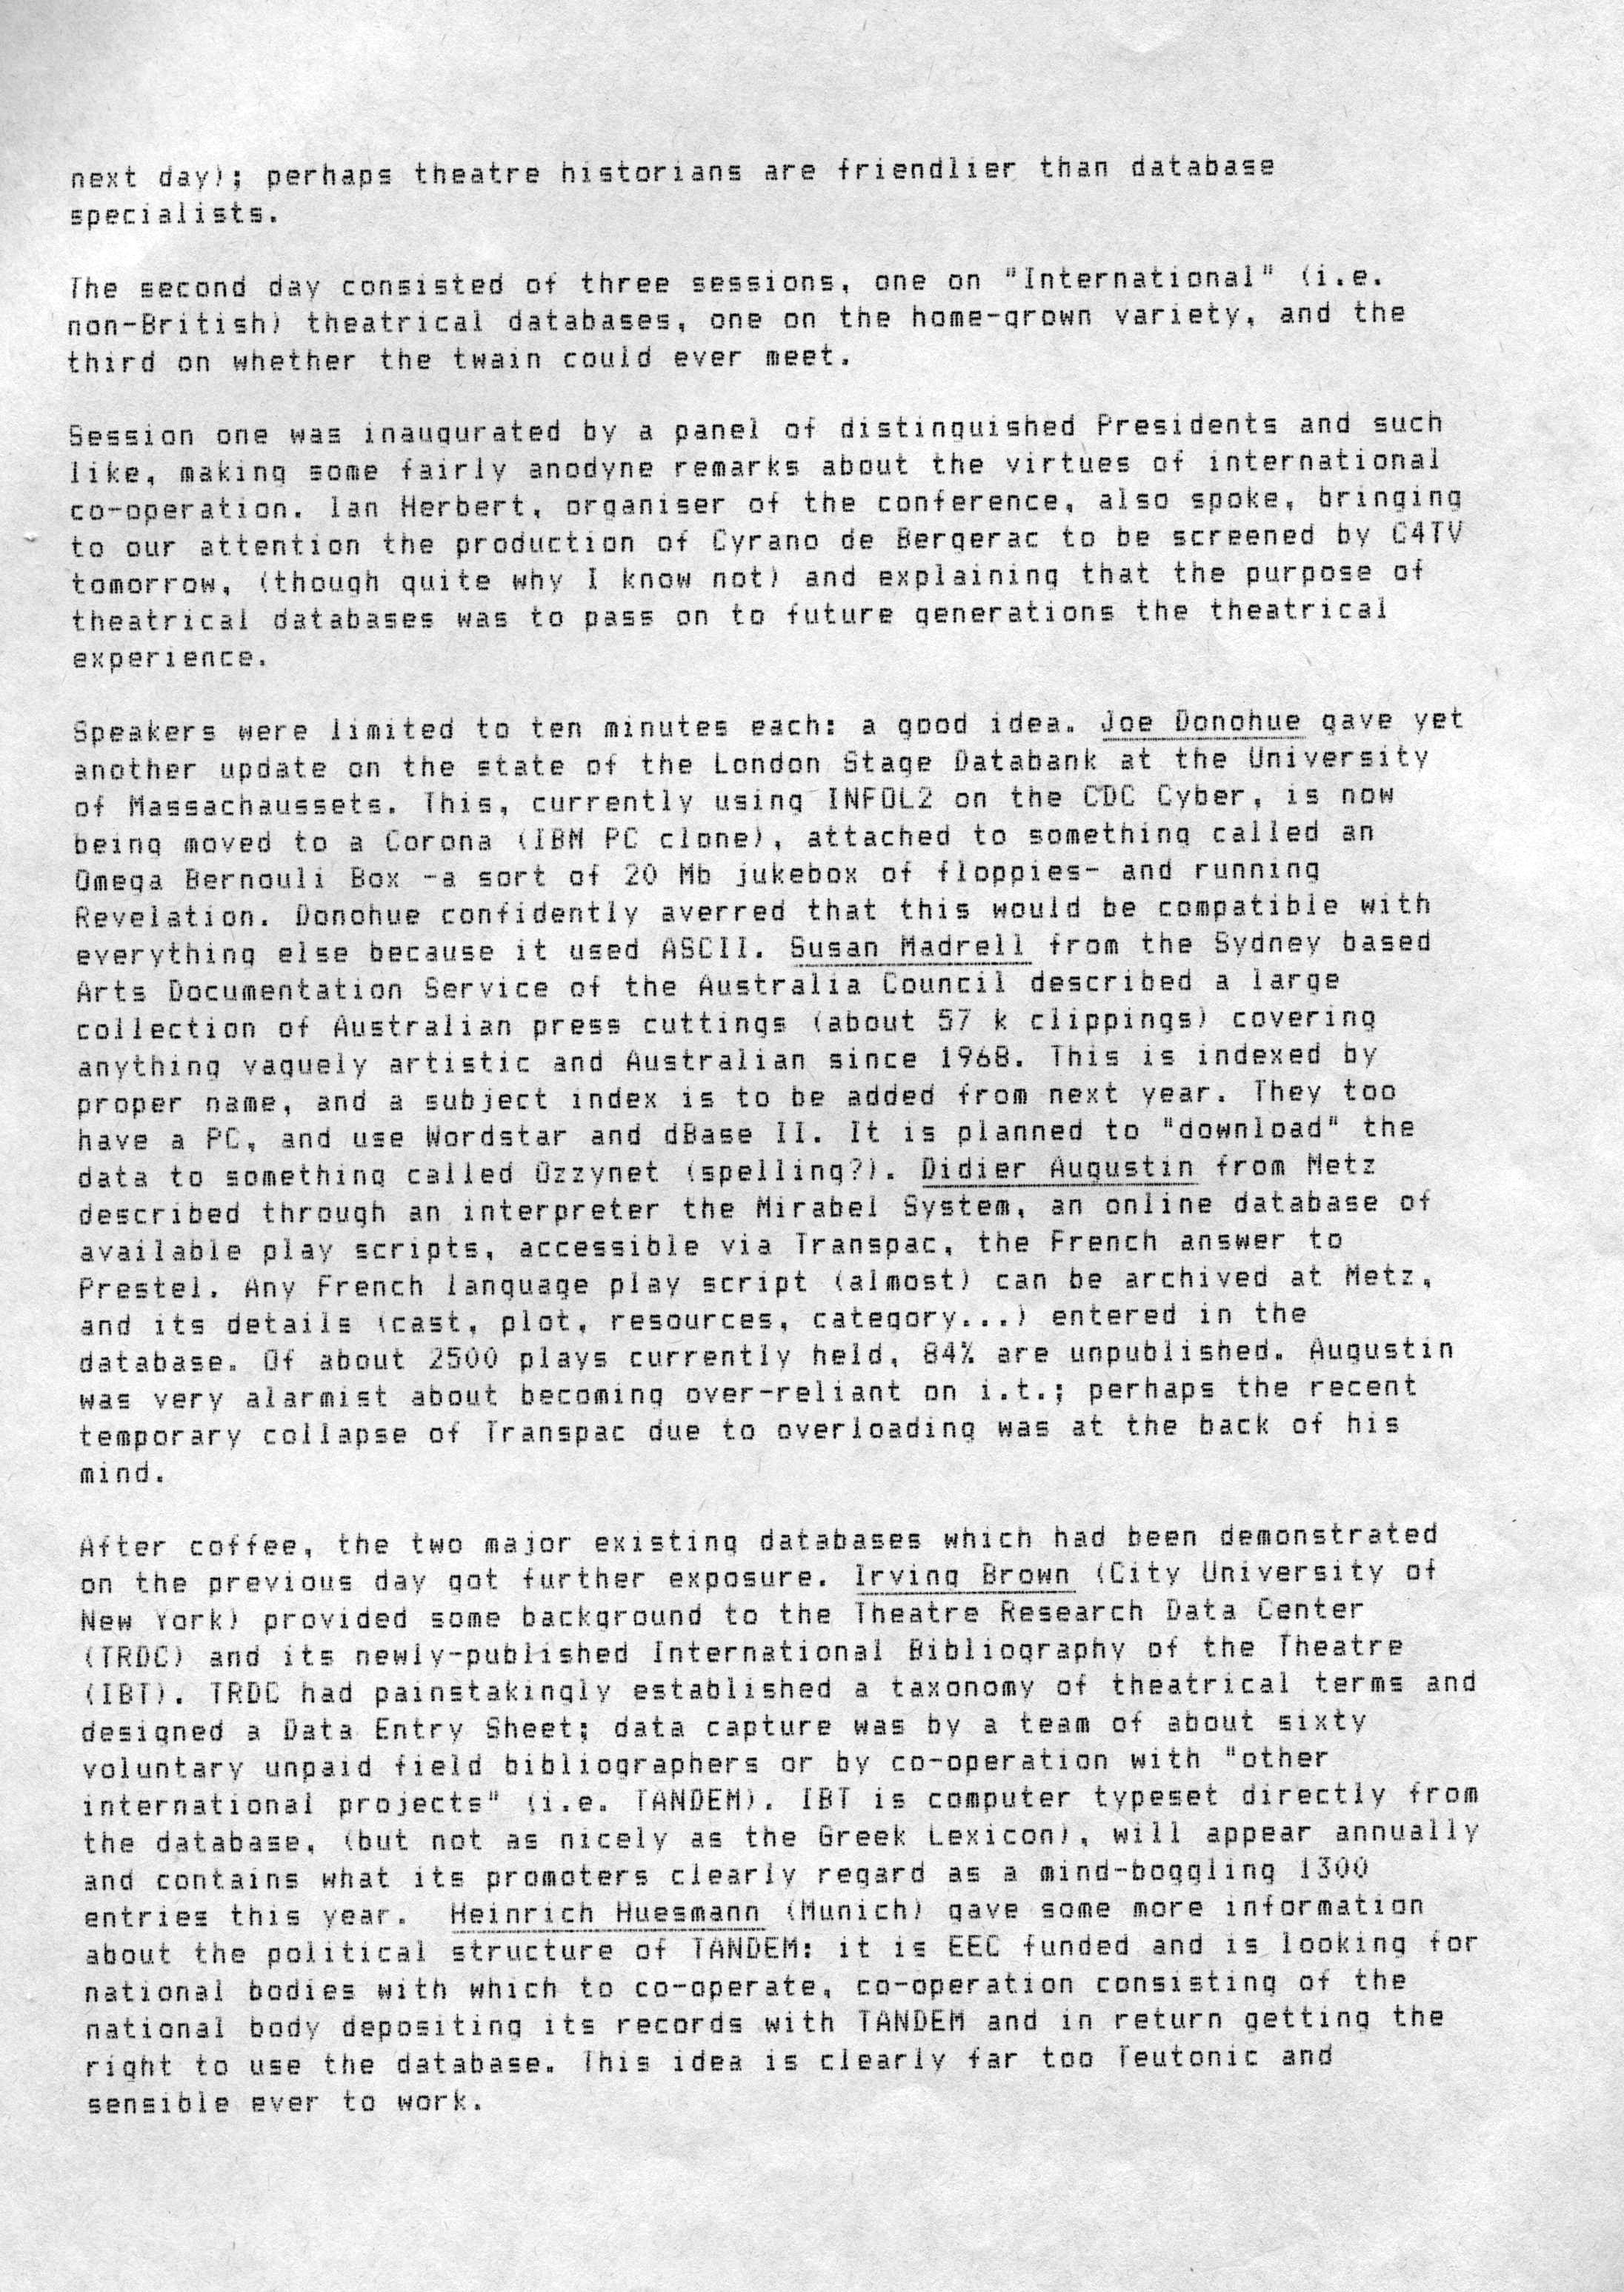 next day); perhaps theatre historians are friendlier than database
specialists.
The second day consisted of three sessions, one on "International" (i.e.
non-British) theatrical databases, one on the home-grown variety, and the
third on whether the twain could ever meet.
Session one was inaugurated by a panel of distinguished Presidents and such
like, making some fairly anodyne remarks about the virtues of international
co-operation. Ian Herbert, organiser of the conference, also spoke, bringing
to our attention the production of Cyrano de Bergerac to be screened by C4TV
tomorrow, (though quite why I know not) and explaining that the purpose of
theatrical databases was to pass on to future generations the theatrical
experience.
Speakers were limited to ten minutes each: a good idea. Joe Donohue gave yet
another update on the state of the London Stage Databank at the University
of Massachaussets. This, currently using INFOL2 on the CDC Cyber, is now
being moved to a Corona (IBM PC clone), attached to something called an
Omega Bernouli Box -a sort of 20 Mb jukebox of floppies- and running
Revelation. Donohue confidently averred that this would be compatible with
everything else because it used ASCII. Susan Madrell from the Sydney based
Arts Documentation Service of the Australia Council described a large
collection of Australian press cuttings (about 57 k clippings) covering
anything vaguely artistic and Australian since 1968. This is indexed by
proper name, and a subject index is to be added from next year. They too
have a PC, and use Wordstar and dBase II. It is planned to "download" the
data to something called Ozzynet (spelling?). Didier Augustin from Metz
described through an interpreter the Mirabel System, an online database of
available play scripts, accessible via Transpac, the French answer to
Prestel. Any French language play script (almost) can be archived at Metz,
and its details (cast, plot, resources, category...) entered in the
database. Of about 2500 plays currently held, 84% are unpublished. Augustin
was very alarmist about becoming over-reliant on i.t.; perhaps the recent
temporary collapse of Transpac due to overloading was at the back of his
mind.
After coffee, the two major existing databases which had been demonstrated
on the previous day got further exposure. Irving Brown (City University of
New York) provided some background to the Theatre Research Data Center
(TRDC) and its newly-published International Bibliography of the Theatre
(IBT). TRDC had painstakingly established a taxonomy of theatrical terms and
designed a Data Entry Sheet; data capture was by a team of about sixty
voluntary unpaid field bibliographers or by co-operation with "other
international projects" (i.e. TANDEM). IBT is computer typeset directly from
the database, (but not as nicely as the Greek Lexicon), will appear annually
and contains what its promoters clearly regard as a mind-boggling 1300
entries this year.  Heinrich Huesmann (Munich) gave some more information
about the political structure of TANDEM: it is EEC funded and is looking for
national bodies with which to co-operate, co-operation consisting of the
national body depositing its records with TANDEM and in return getting the
right to use the database. This idea is clearly far too Teutonic and
sensible ever to work.